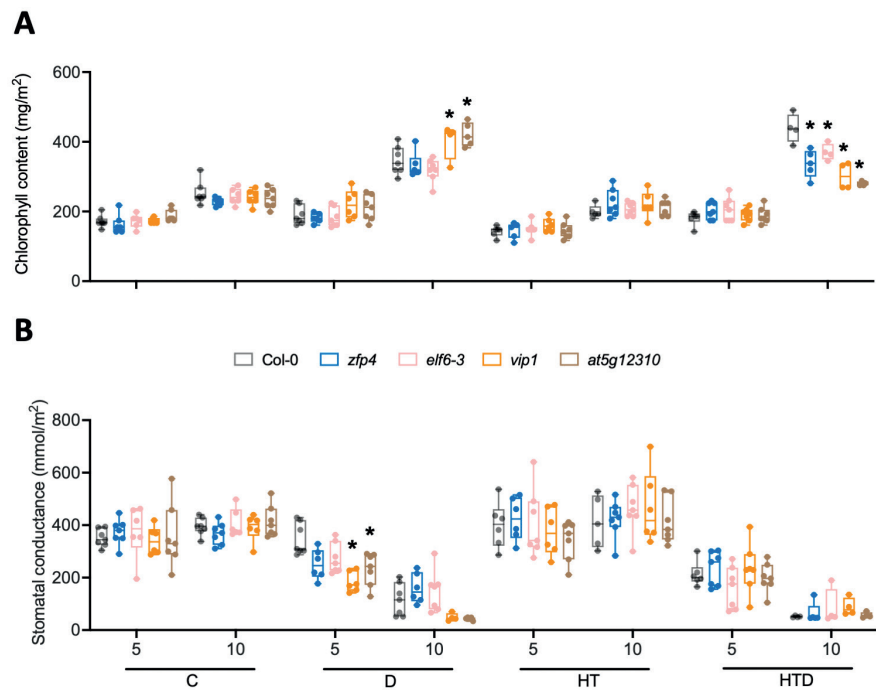 A
Chlorophyll content (mg/m²)
600
400
200
0
* *
* * * *
B
Col-0 zfp4 elf6-3 vip1 at5g12310
Stomatal conductance (mmol/m²)
800
600
400
200
0
* *
5 10 5 10 5 10 5 10
C D HT HTD